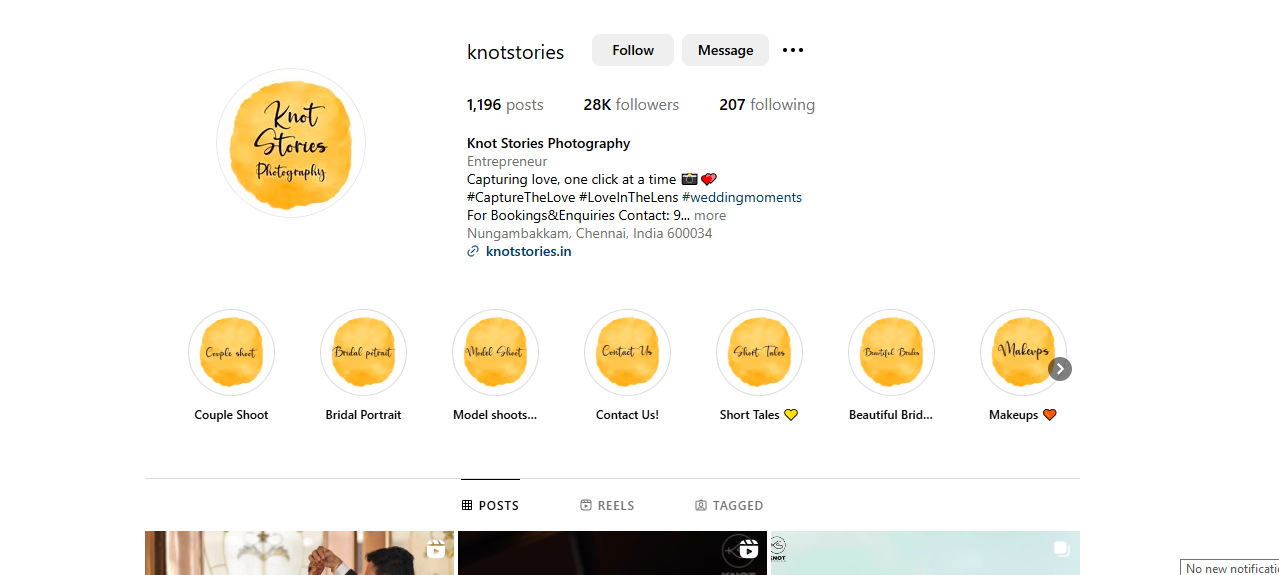 knotstories
Follow
Message
1,196 posts
28K followers
207 following
Knot
Stories
Photography
Knot Stories Photography
Entrepreneur
Capturing love, one click at a time 📸💕
#CaptureTheLove #LoveInTheLens #weddingmoments
For Bookings&Enquiries Contact: 9... more
Nungambakkam, Chennai, India 600034
knotstories.in
Couple shoot
Bridal potrait
Model Shoot
Contact Us
Short Tales
Beautiful Brides
Makeups
Couple Shoot
Bridal Portrait
Model shoots...
Contact Us!
Short Tales 💛
Beautiful Brid...
Makeups 🧡
POSTS
REELS
TAGGED
KNOT
KNOT
No new notificati